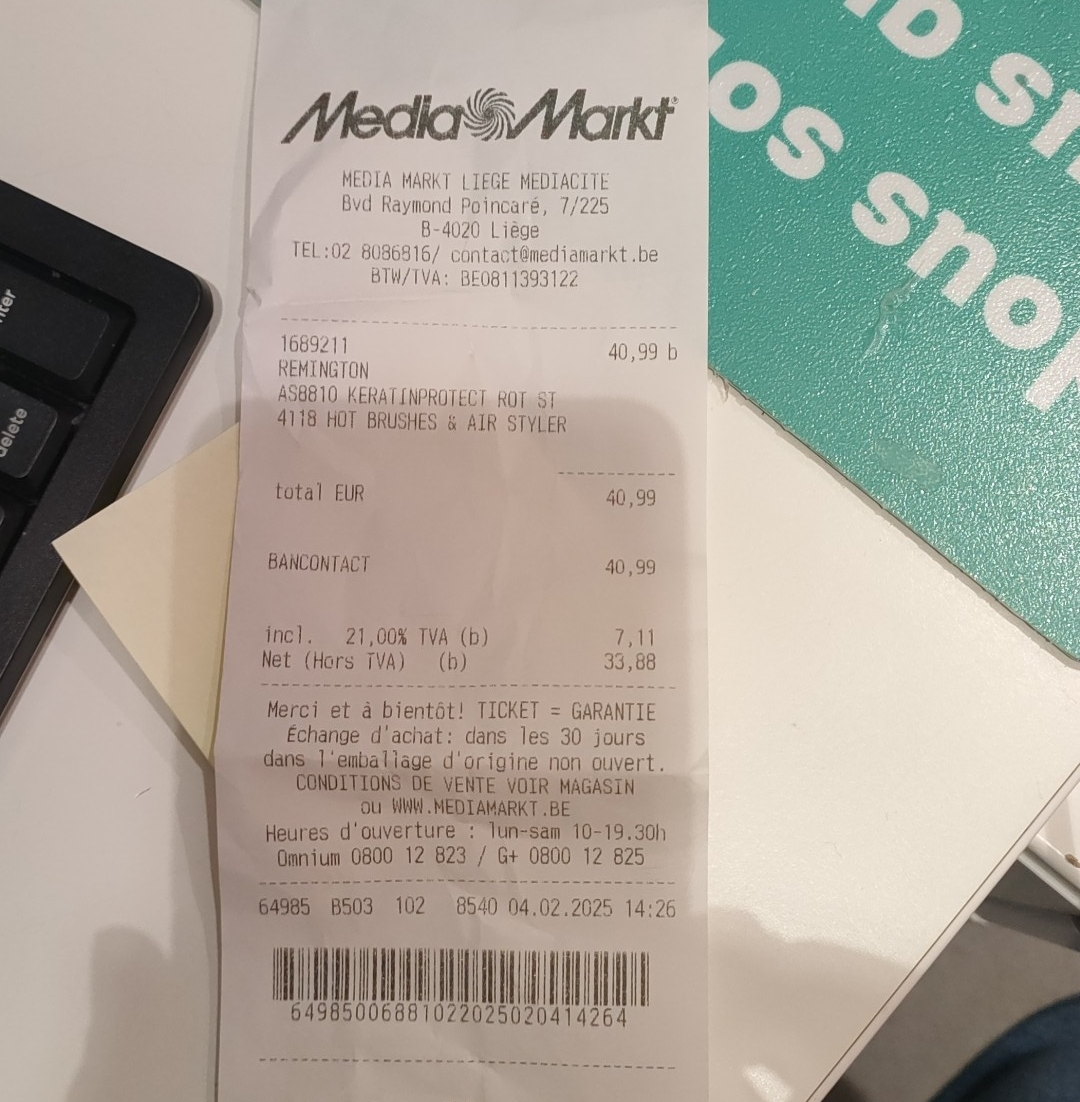 MediaMarkt
MEDIA MARKT LIEGE MEDIACITE
Bvd Raymond Poincaré, 7/225
B-4020 Liège
TEL:02 8086816/ contact@mediamarkt.be
BTW/TVA: BE0811393122
1689211 40,99 b
REMINGTON
AS8810 KERATINPROTECT ROT ST
4118 HOT BRUSHES & AIR STYLER
total EUR 40,99
BANCONTACT 40,99
incl. 21,00% TVA (b) 7,11
Net (Hors TVA) (b) 33,88
Merci et à bientôt! TICKET = GARANTIE
Échange d'achat: dans les 30 jours
dans l'emballage d'origine non ouvert.
CONDITIONS DE VENTE VOIR MAGASIN
ou WWW.MEDIAMARKT.BE
Heures d'ouverture : lun-sam 10-19.30h
Omnium 0800 12 823 / G+ 0800 12 825
64985 B503 102 8540 04.02.2025 14:26
64985006881022025020414264
delete